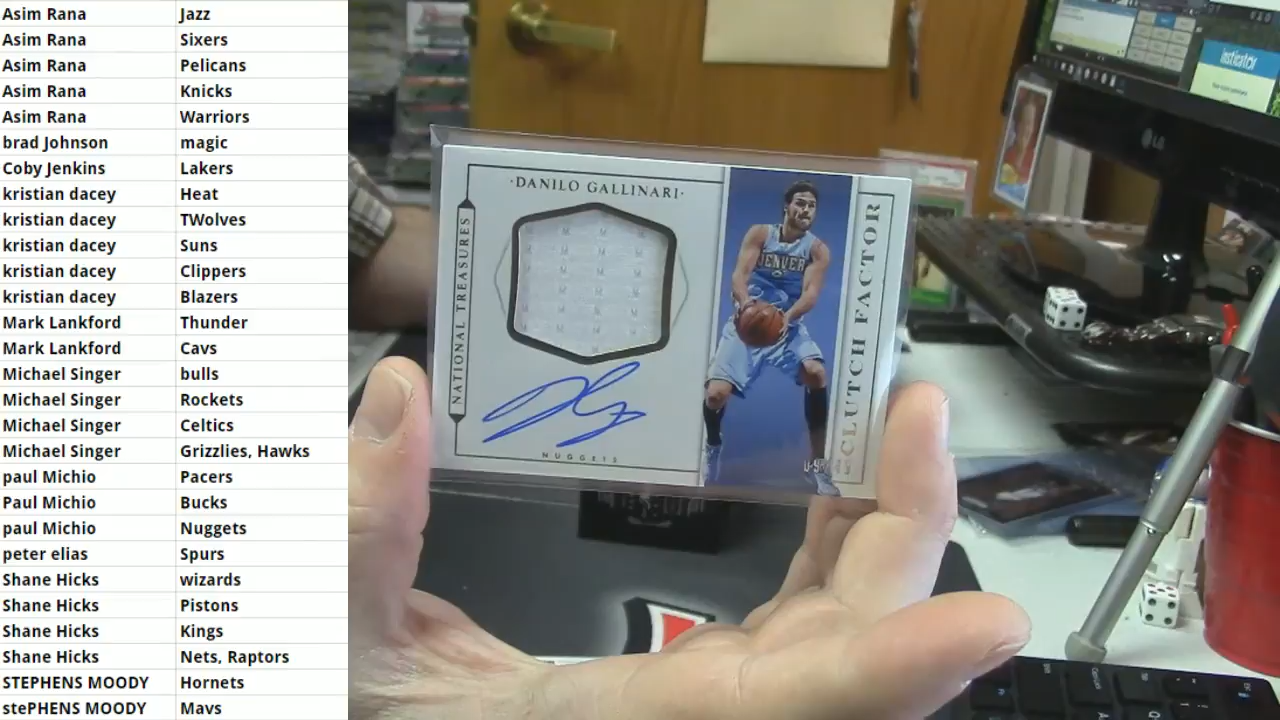 Asim Rana Jazz
Asim Rana Sixers
Asim Rana Pelicans
Asim Rana Knicks
Asim Rana Warriors
brad Johnson magic
Coby Jenkins Lakers
kristian dacey Heat
kristian dacey TWolves
kristian dacey Suns
kristian dacey Clippers
kristian dacey Blazers
Mark Lankford Thunder
Mark Lankford Cavs
Michael Singer bulls
Michael Singer Rockets
Michael Singer Celtics
Michael Singer Grizzlies, Hawks
paul Michio Pacers
Paul Michio Bucks
paul Michio Nuggets
peter elias Spurs
Shane Hicks wizards
Shane Hicks Pistons
Shane Hicks Kings
Shane Hicks Nets, Raptors
STEPHENS MOODY Hornets
stePHENS MOODY Mavs
·DANILO GALLINARI·
NATIONAL TREASURES
NUGGETS
DENVER
CLUTCH FACTOR
LG
insticator